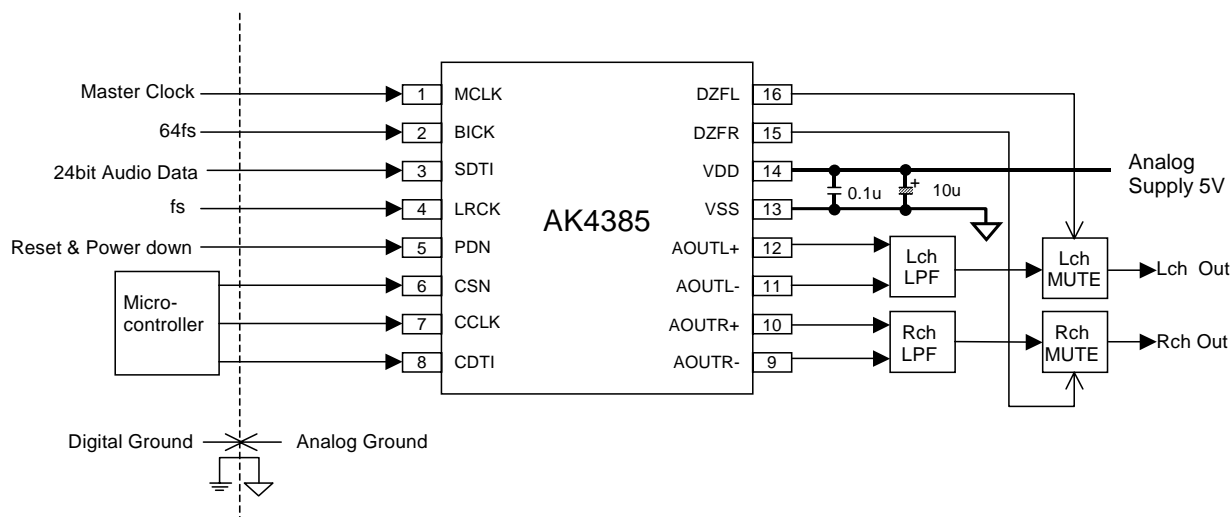 Master Clock
64fs
24bit Audio Data
fs
Reset & Power down
Micro-
controller
1
2
3
4
5
6
7
8
MCLK
BICK
SDTI
LRCK
PDN
CSN
CCLK
CDTI
AK4385
DZFL
DZFR
VDD
VSS
AOUTL+
AOUTL-
AOUTR+
AOUTR-
16
15
14
13
12
11
10
9
0.1u
+
10u
Analog
Supply 5V
Lch
LPF
Lch
MUTE
Lch Out
Rch
LPF
Rch
MUTE
Rch Out
Digital Ground
Analog Ground